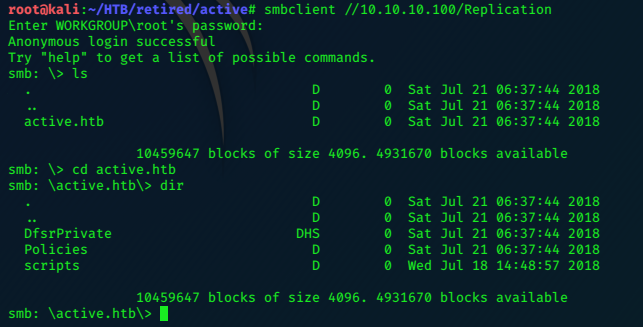 root@kali:~/HTB/retired/active# smbclient //10.10.10.100/Replication
Enter WORKGROUP\root's password:
Anonymous login successful
Try "help" to get a list of possible commands.
smb: \> ls
  .                                   D        0  Sat Jul 21 06:37:44 2018
  ..                                  D        0  Sat Jul 21 06:37:44 2018
  active.htb                          D        0  Sat Jul 21 06:37:44 2018

                10459647 blocks of size 4096. 4931670 blocks available
smb: \> cd active.htb
smb: \active.htb\> dir
  .                                   D        0  Sat Jul 21 06:37:44 2018
  ..                                  D        0  Sat Jul 21 06:37:44 2018
  DfsrPrivate                       DHS        0  Sat Jul 21 06:37:44 2018
  Policies                            D        0  Sat Jul 21 06:37:44 2018
  scripts                             D        0  Wed Jul 18 14:48:57 2018

                10459647 blocks of size 4096. 4931670 blocks available
smb: \active.htb\>